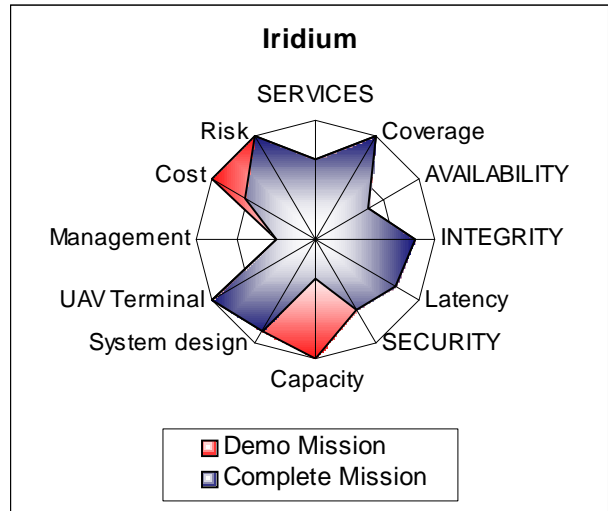 Iridium
SERVICES
Risk
Coverage
Cost
AVAILABILITY
Management
INTEGRITY
UAV Terminal
Latency
System design
SECURITY
Capacity
Demo Mission
Complete Mission